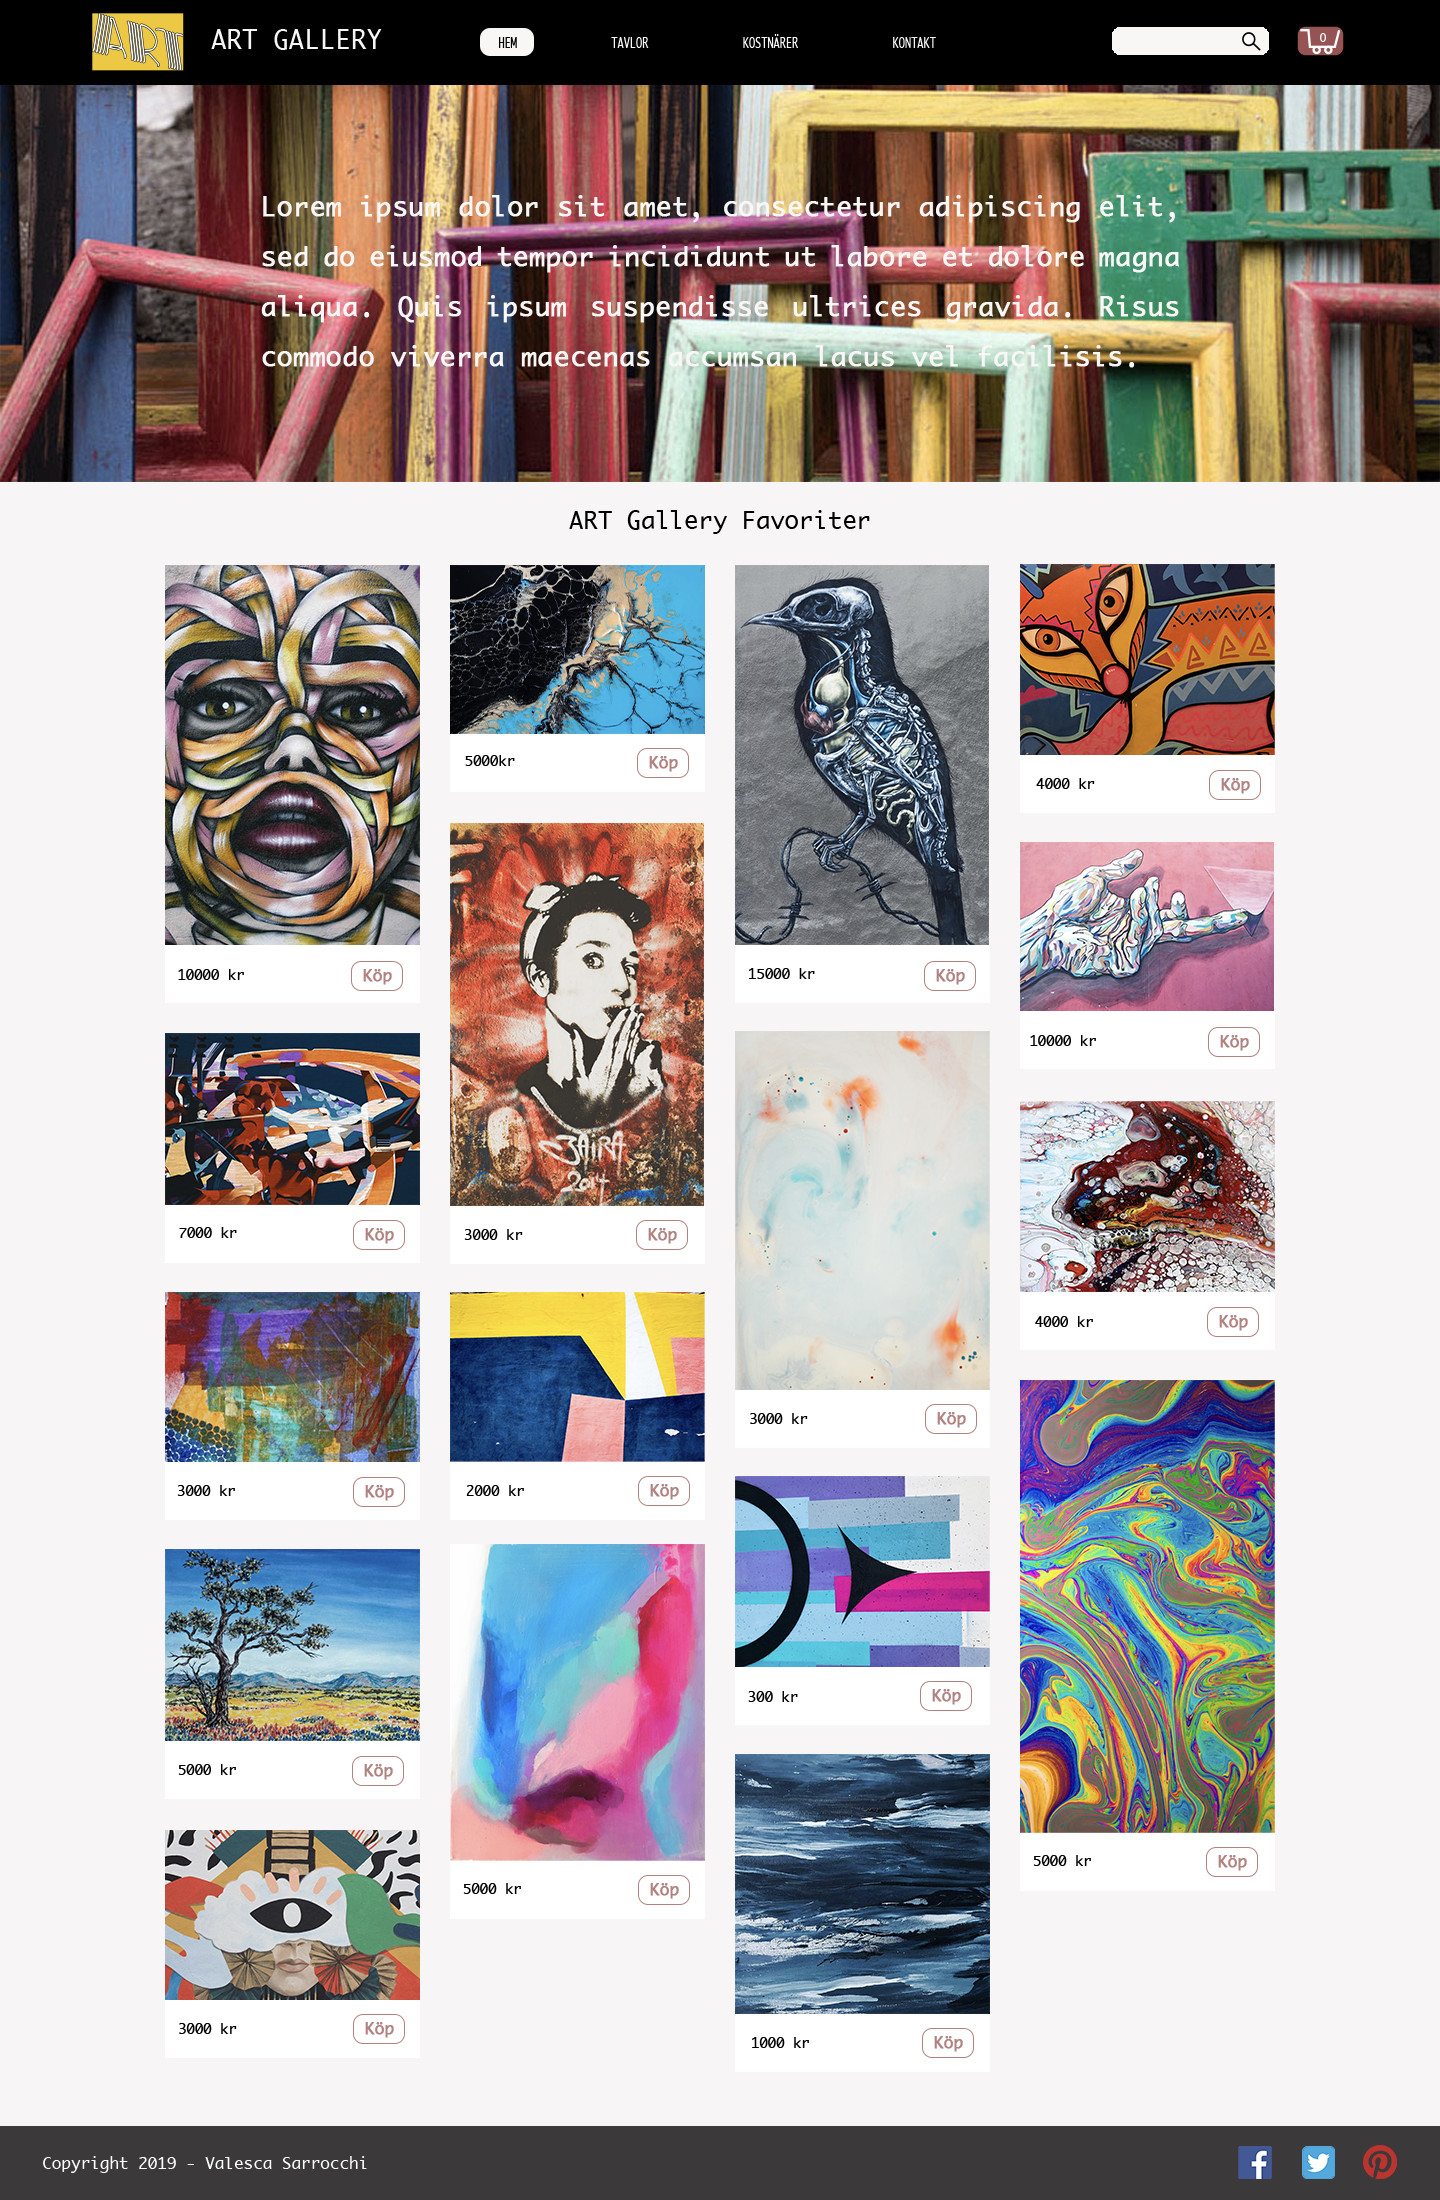 ART
ART GALLERY
HEM
TAVLOR
KOSTNÄRER
KONTAKT
0
Lorem ipsum dolor sit amet, consectetur adipiscing elit,
sed do eiusmod tempor incididunt ut labore et dolore magna
aliqua. Quis ipsum suspendisse ultrices gravida. Risus
commodo viverra maecenas accumsan lacus vel facilisis.
ART Gallery Favoriter
10000 kr
Köp
7000 kr
Köp
3000 kr
Köp
5000 kr
Köp
3000 kr
Köp
5000kr
Köp
ZAIRA
2014
3000 kr
Köp
2000 kr
Köp
5000 kr
Köp
15000 kr
Köp
3000 kr
Köp
300 kr
Köp
1000 kr
Köp
4000 kr
Köp
10000 kr
Köp
4000 kr
Köp
5000 kr
Köp
Copyright 2019 - Valesca Sarrocchi